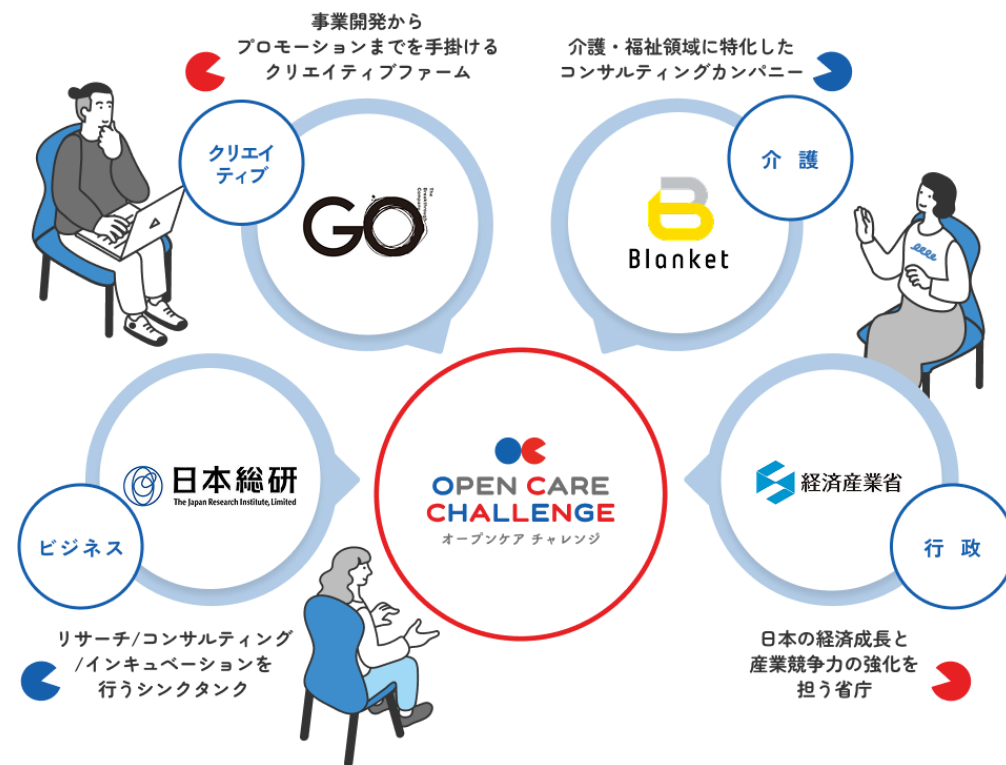 事業開発から
プロモーションまでを手掛ける
クリエイティブファーム
クリエイ
ティブ
GO
The
Breakthrough
Company
介護・福祉領域に特化した
コンサルティングカンパニー
介護
Blanket
日本総研
The Japan Research Institute, Limited
ビジネス
リサーチ/コンサルティング
/インキュベーションを
行うシンクタンク
OPEN CARE
CHALLENGE
オープンケア チャレンジ
経済産業省
行政
日本の経済成長と
産業競争力の強化を
担う省庁